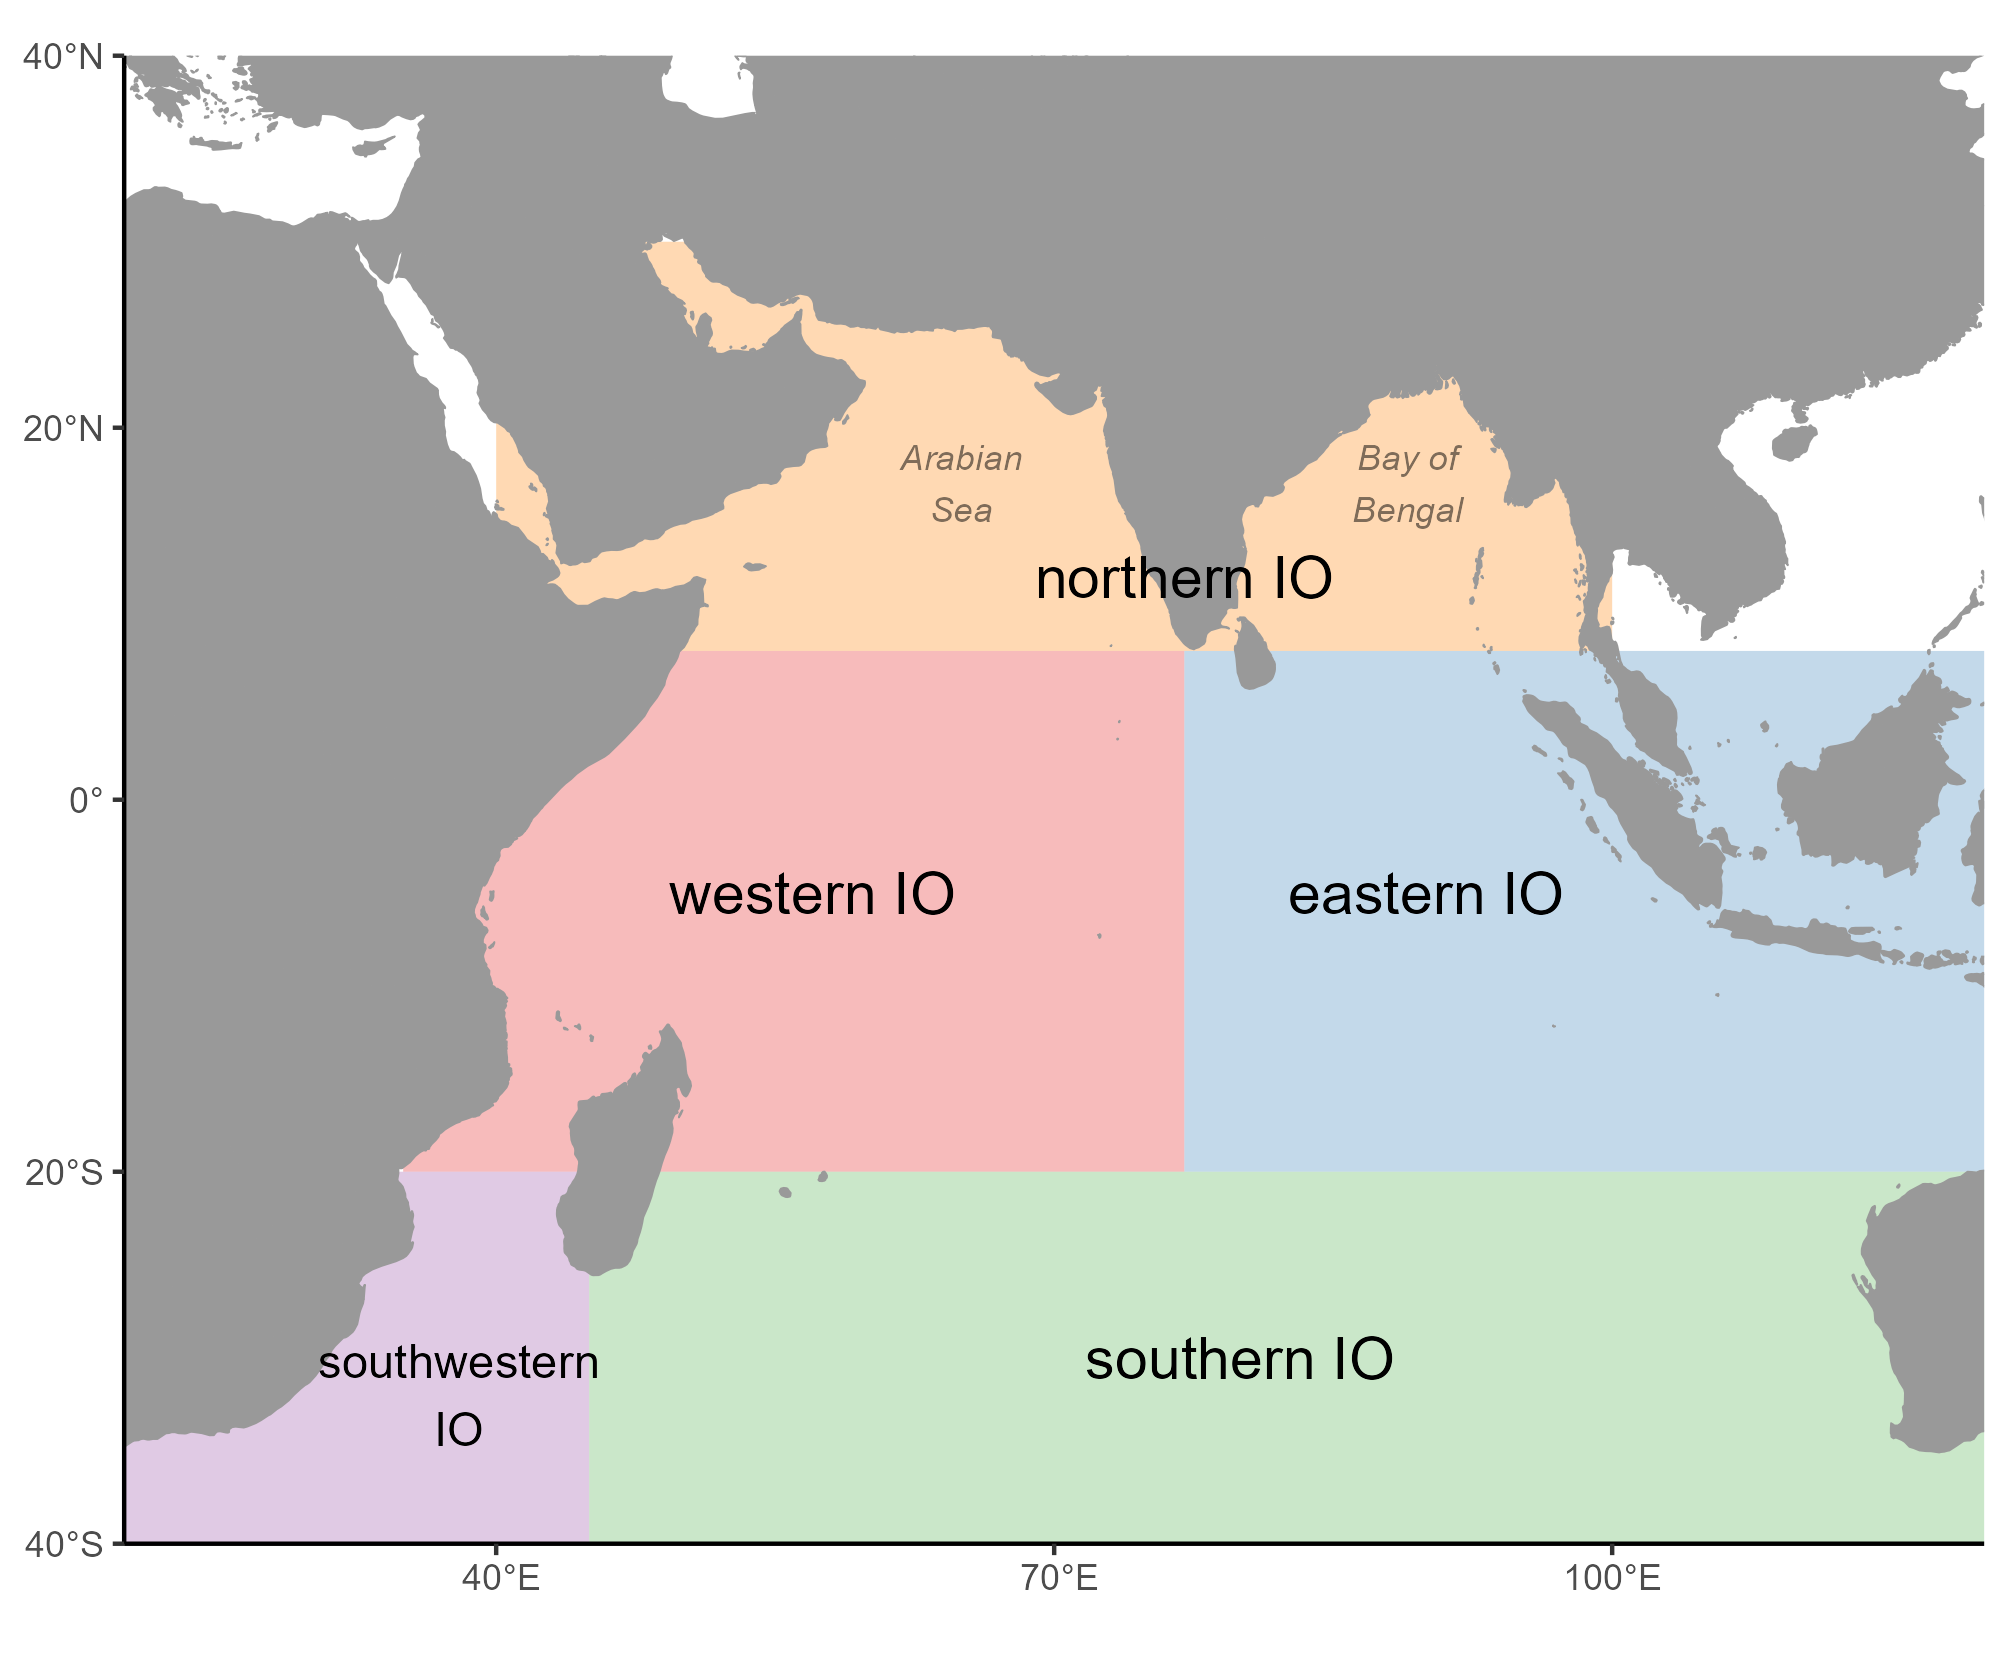 40°N
20°N
Arabian
Sea
Bay of
Bengal
northern IO
0°
western IO
eastern IO
20°S
southwestern
IO
southern IO
40°S
40°E
70°E
100°E